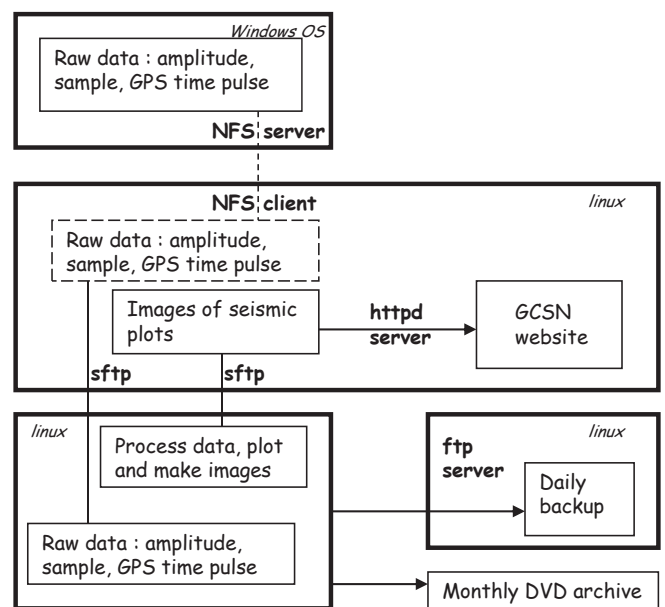 Windows OS
Raw data : amplitude,
sample, GPS time pulse
NFS server
NFS client
linux
Raw data : amplitude,
sample, GPS time pulse
Images of seismic
plots
httpd
server
GCSN
website
sftp
sftp
linux
Process data, plot
and make images
Raw data : amplitude,
sample, GPS time pulse
linux
ftp
server
Daily
backup
Monthly DVD archive